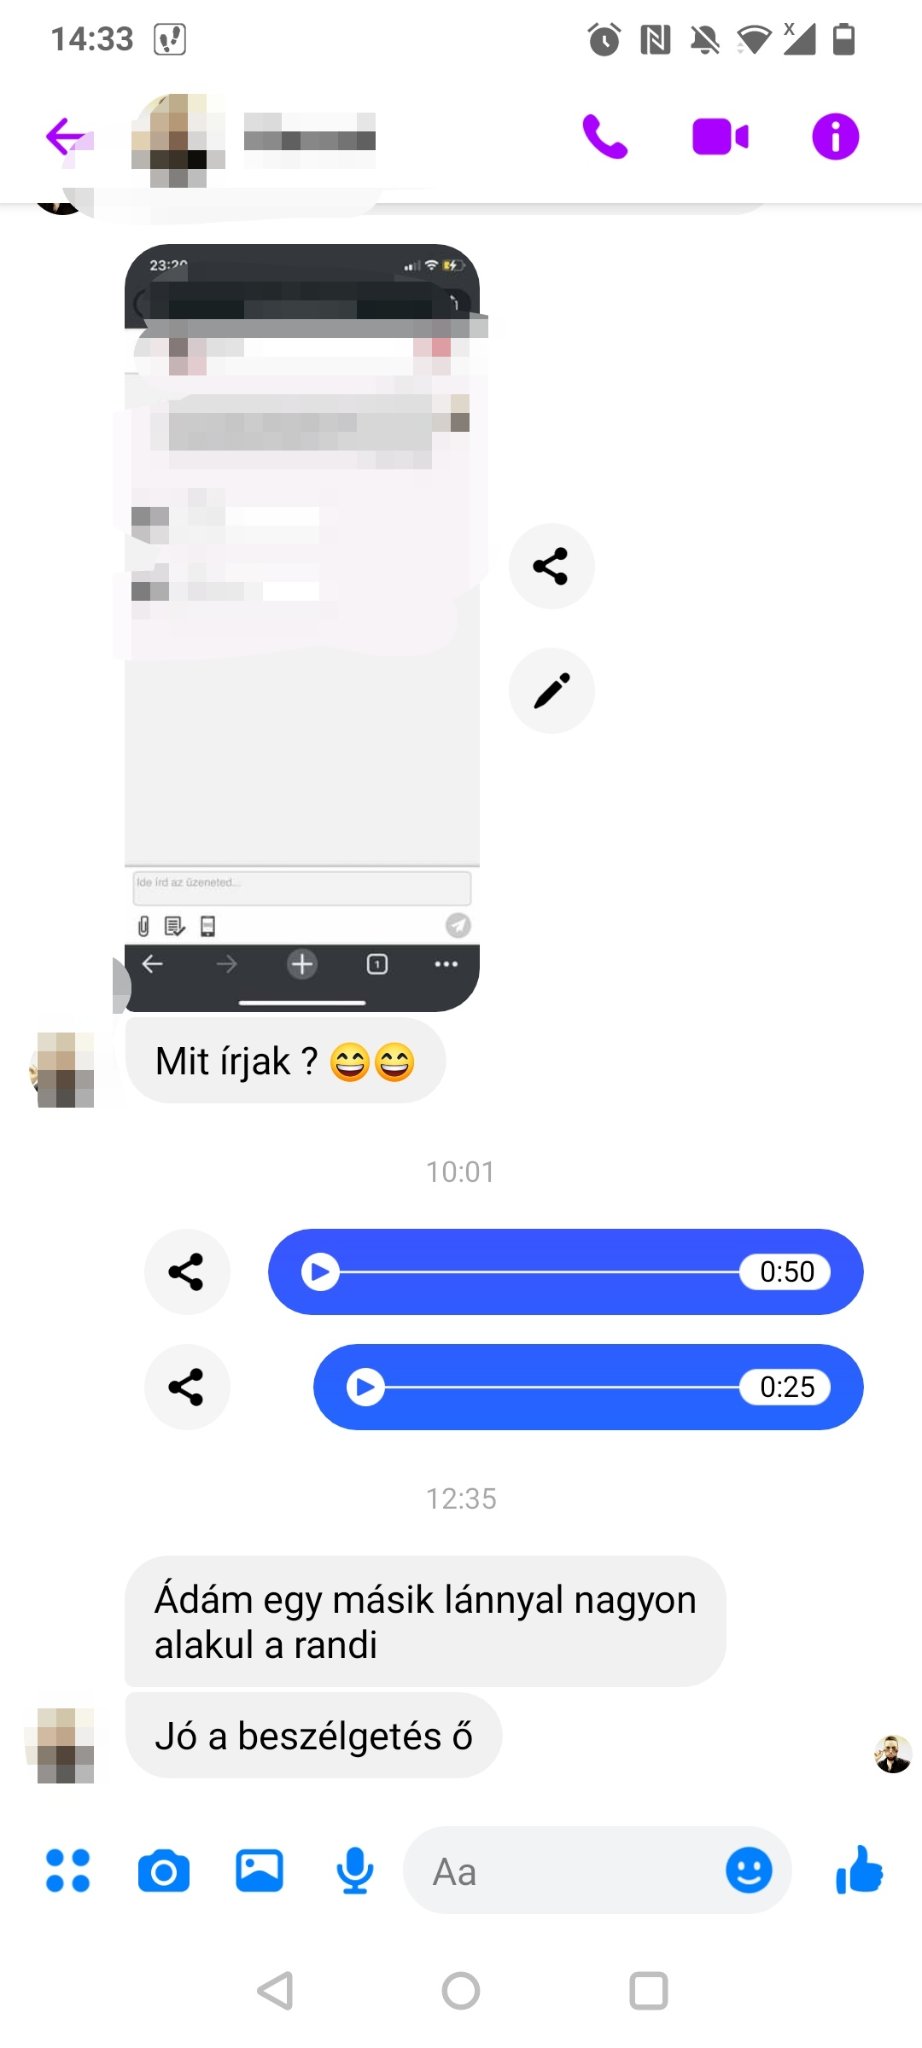 14:33
23:20
Ide írd az üzeneted...
1
Mit írjak ? 😄😄
10:01
0:50
0:25
12:35
Ádám egy másik lánnyal nagyon
alakul a randi
Jó a beszélgetés ő
Aa